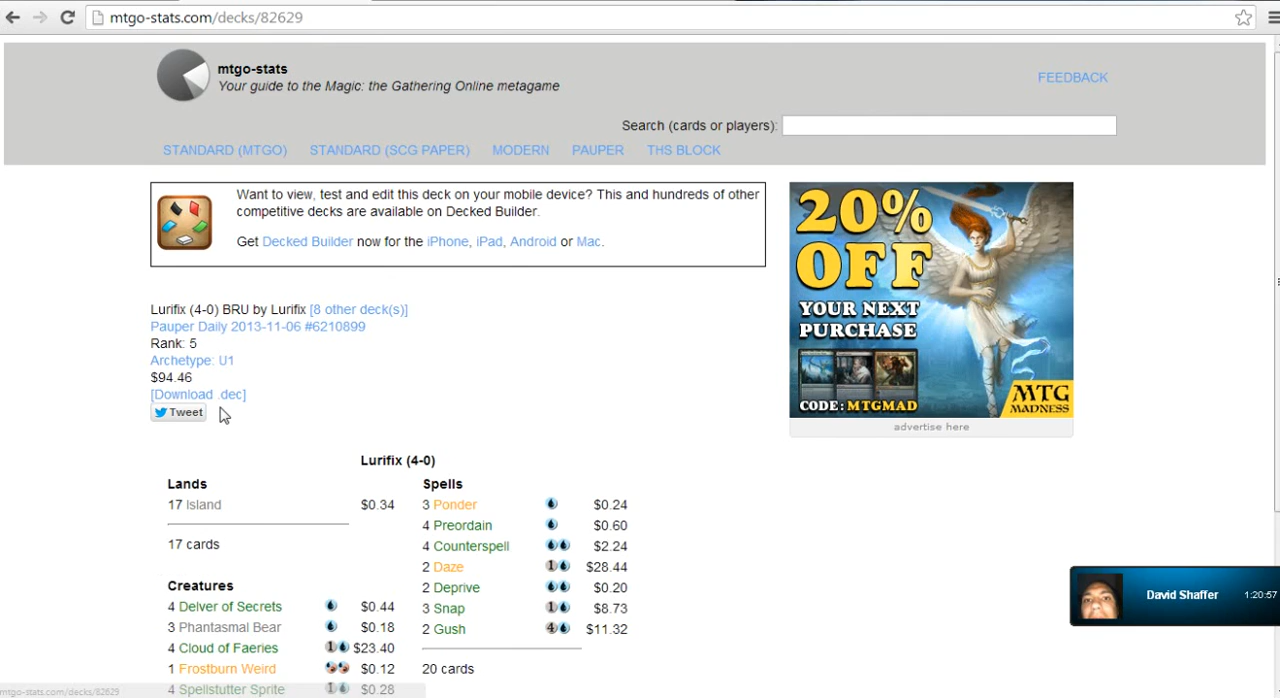 mtgo-stats.com/decks/82629
mtgo-stats
Your guide to the Magic: the Gathering Online metagame
FEEDBACK
Search (cards or players):
STANDARD (MTGO) STANDARD (SCG PAPER) MODERN PAUPER THS BLOCK
Want to view, test and edit this deck on your mobile device? This and hundreds of other
competitive decks are available on Decked Builder.
Get Decked Builder now for the iPhone, iPad, Android or Mac.
20%
OFF
YOUR NEXT
PURCHASE
CODE: MTGMAD
MTG
MADNESS
advertise here
Lurifix (4-0) BRU by Lurifix [8 other deck(s)]
Pauper Daily 2013-11-06 #6210899
Rank: 5
Archetype: U1
$94.46
[Download .dec]
Tweet
Lurifix (4-0)
Lands
17 Island $0.34
17 cards
Creatures
4 Delver of Secrets $0.44
3 Phantasmal Bear $0.18
4 Cloud of Faeries 1 $23.40
1 Frostburn Weird $0.12
4 Spellstutter Sprite 1 $0.28
Spells
3 Ponder $0.24
4 Preordain $0.60
4 Counterspell $2.24
2 Daze 1 $28.44
2 Deprive $0.20
3 Snap 1 $8.73
2 Gush 4 $11.32
20 cards
David Shaffer 1:20:57
mtgo-stats.com/decks/82629